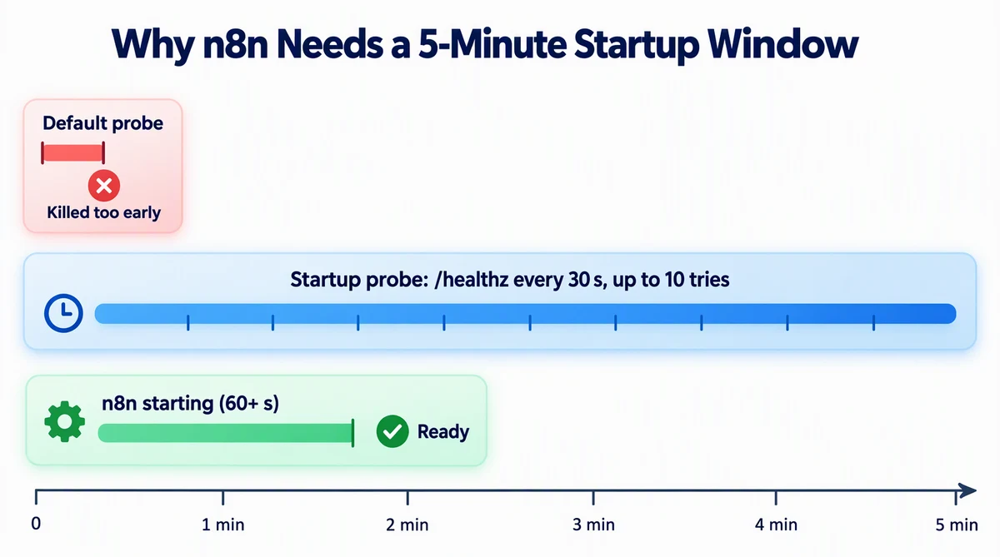 Why n8n Needs a 5-Minute Startup Window
Default probe
Killed too early
Startup probe: /healthz every 30 s, up to 10 tries
n8n starting (60+ s)
Ready
0
1 min
2 min
3 min
4 min
5 min